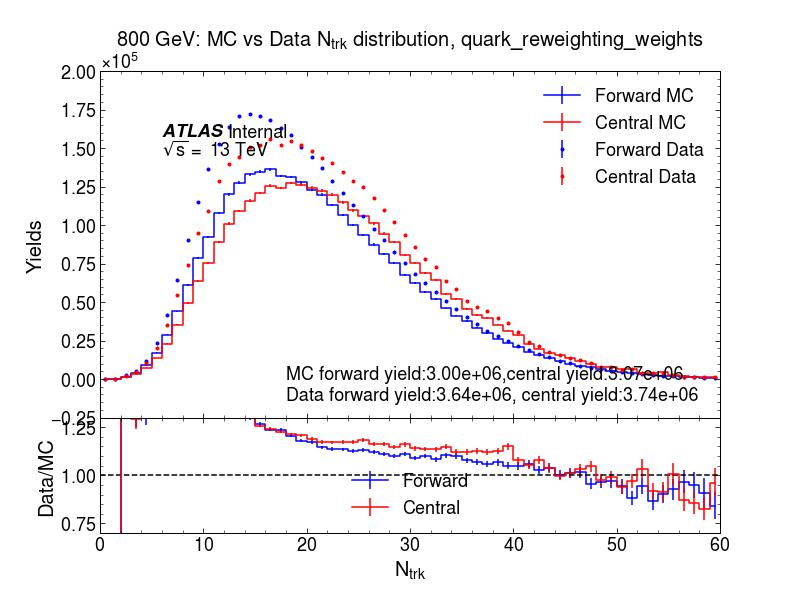 800 GeV: MC vs Data N_trk distribution, quark_reweighting_weights
×10⁵
2.00
1.75
1.50
1.25
1.00
0.75
0.50
0.25
0.00
−0.25
Yields
ATLAS Internal
√s = 13 TeV
Forward MC
Central MC
Forward Data
Central Data
MC forward yield:3.00e+06,central yield:3.07e+06
Data forward yield:3.64e+06, central yield:3.74e+06
1.25
1.00
0.75
Data/MC
Forward
Central
0 10 20 30 40 50 60
N_trk